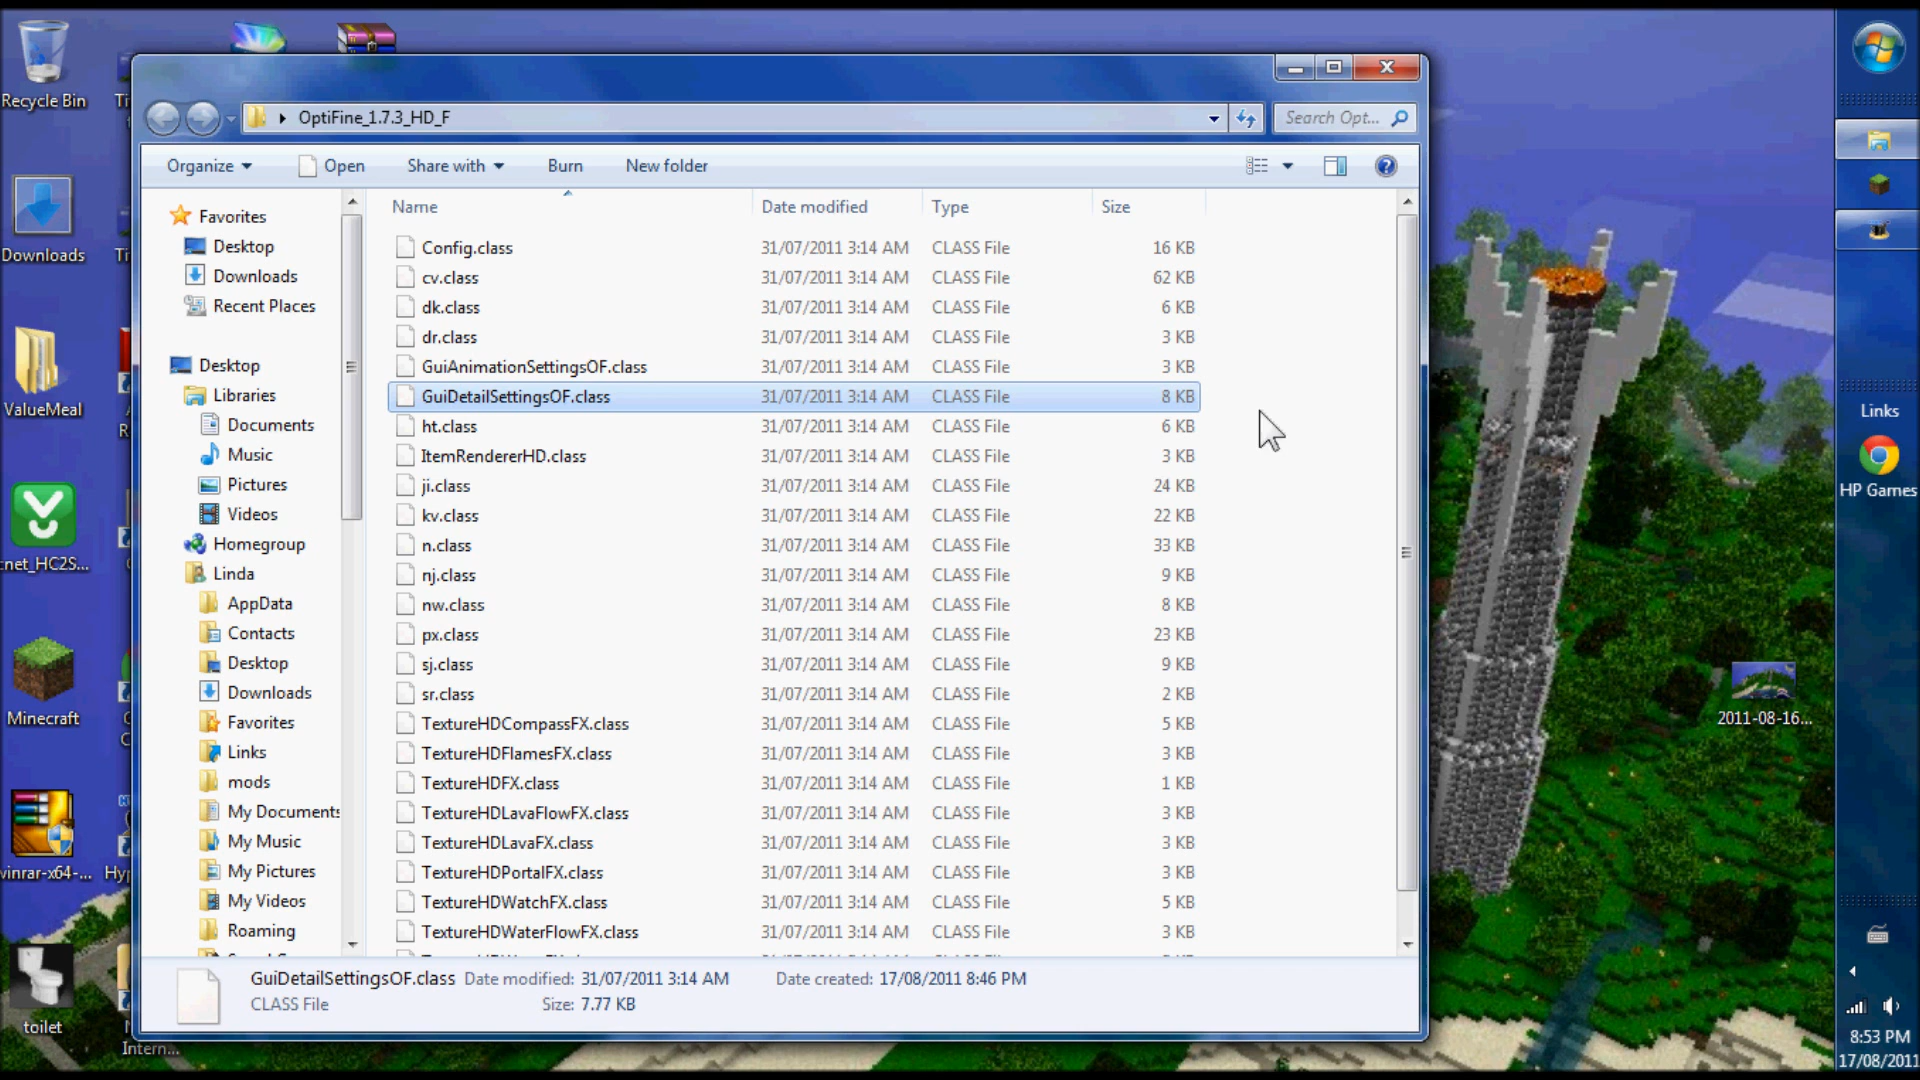 Recycle Bin
Downloads
ValueMeal
cnet_HC2S...
Minecraft
winrar-x64-...
toilet
Intern...
OptiFine_1.7.3_HD_F
Search Opt...
Organize
Open
Share with
Burn
New folder
Favorites
Desktop
Downloads
Recent Places
Desktop
Libraries
Documents
Music
Pictures
Videos
Homegroup
Linda
AppData
Contacts
Desktop
Downloads
Favorites
Links
mods
My Documents
My Music
My Pictures
My Videos
Roaming
Name Date modified Type Size
Config.class 31/07/2011 3:14 AM CLASS File 16 KB
cv.class 31/07/2011 3:14 AM CLASS File 62 KB
dk.class 31/07/2011 3:14 AM CLASS File 6 KB
dr.class 31/07/2011 3:14 AM CLASS File 3 KB
GuiAnimationSettingsOF.class 31/07/2011 3:14 AM CLASS File 3 KB
GuiDetailSettingsOF.class 31/07/2011 3:14 AM CLASS File 8 KB
ht.class 31/07/2011 3:14 AM CLASS File 6 KB
ItemRendererHD.class 31/07/2011 3:14 AM CLASS File 3 KB
ji.class 31/07/2011 3:14 AM CLASS File 24 KB
kv.class 31/07/2011 3:14 AM CLASS File 22 KB
n.class 31/07/2011 3:14 AM CLASS File 33 KB
nj.class 31/07/2011 3:14 AM CLASS File 9 KB
nw.class 31/07/2011 3:14 AM CLASS File 8 KB
px.class 31/07/2011 3:14 AM CLASS File 23 KB
sj.class 31/07/2011 3:14 AM CLASS File 9 KB
sr.class 31/07/2011 3:14 AM CLASS File 2 KB
TextureHDCompassFX.class 31/07/2011 3:14 AM CLASS File 5 KB
TextureHDFlamesFX.class 31/07/2011 3:14 AM CLASS File 3 KB
TextureHDFX.class 31/07/2011 3:14 AM CLASS File 1 KB
TextureHDLavaFlowFX.class 31/07/2011 3:14 AM CLASS File 3 KB
TextureHDLavaFX.class 31/07/2011 3:14 AM CLASS File 3 KB
TextureHDPortalFX.class 31/07/2011 3:14 AM CLASS File 3 KB
TextureHDWatchFX.class 31/07/2011 3:14 AM CLASS File 5 KB
TextureHDWaterFlowFX.class 31/07/2011 3:14 AM CLASS File 3 KB
GuiDetailSettingsOF.class Date modified: 31/07/2011 3:14 AM Date created: 17/08/2011 8:46 PM
CLASS File Size: 7.77 KB
2011-08-16...
Links
HP Games
8:53 PM
17/08/2011